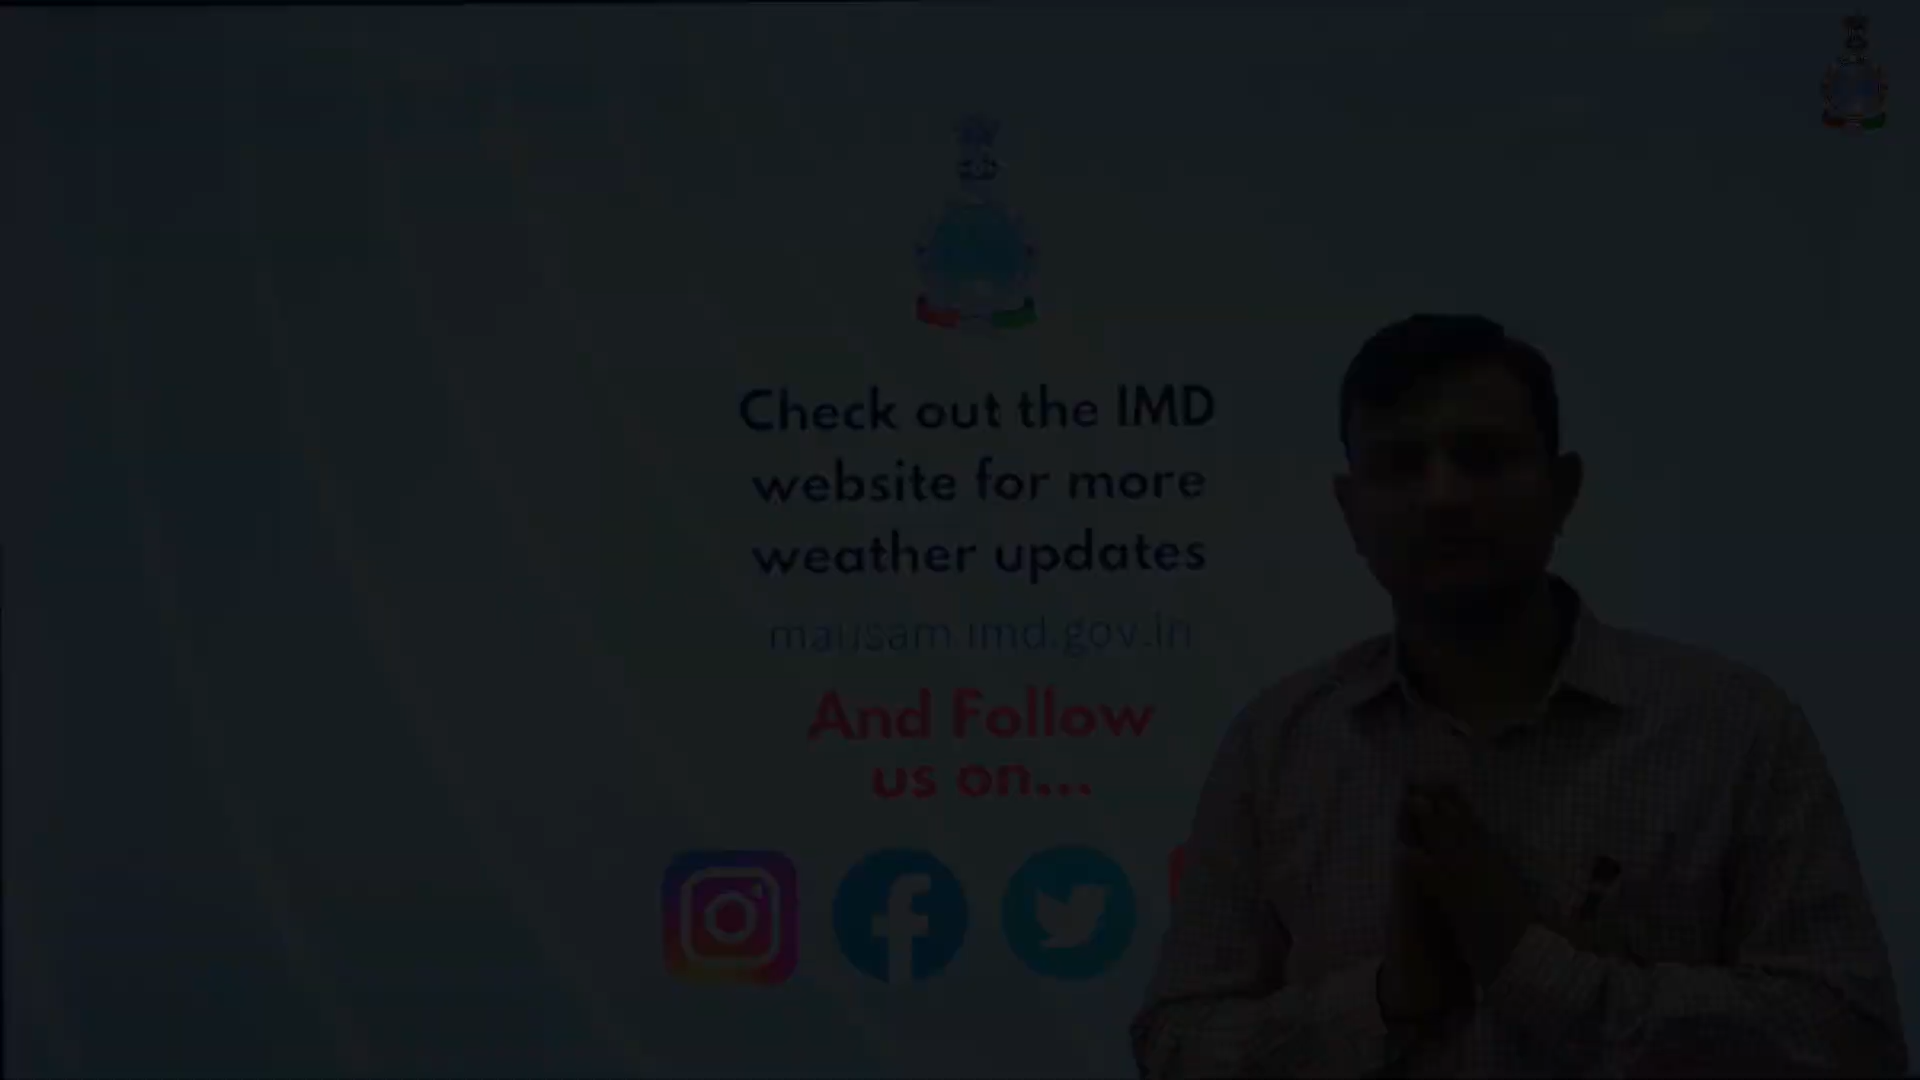 Check out the IMD
website for more
weather updates
mausam.imd.gov.in
And Follow
us on...